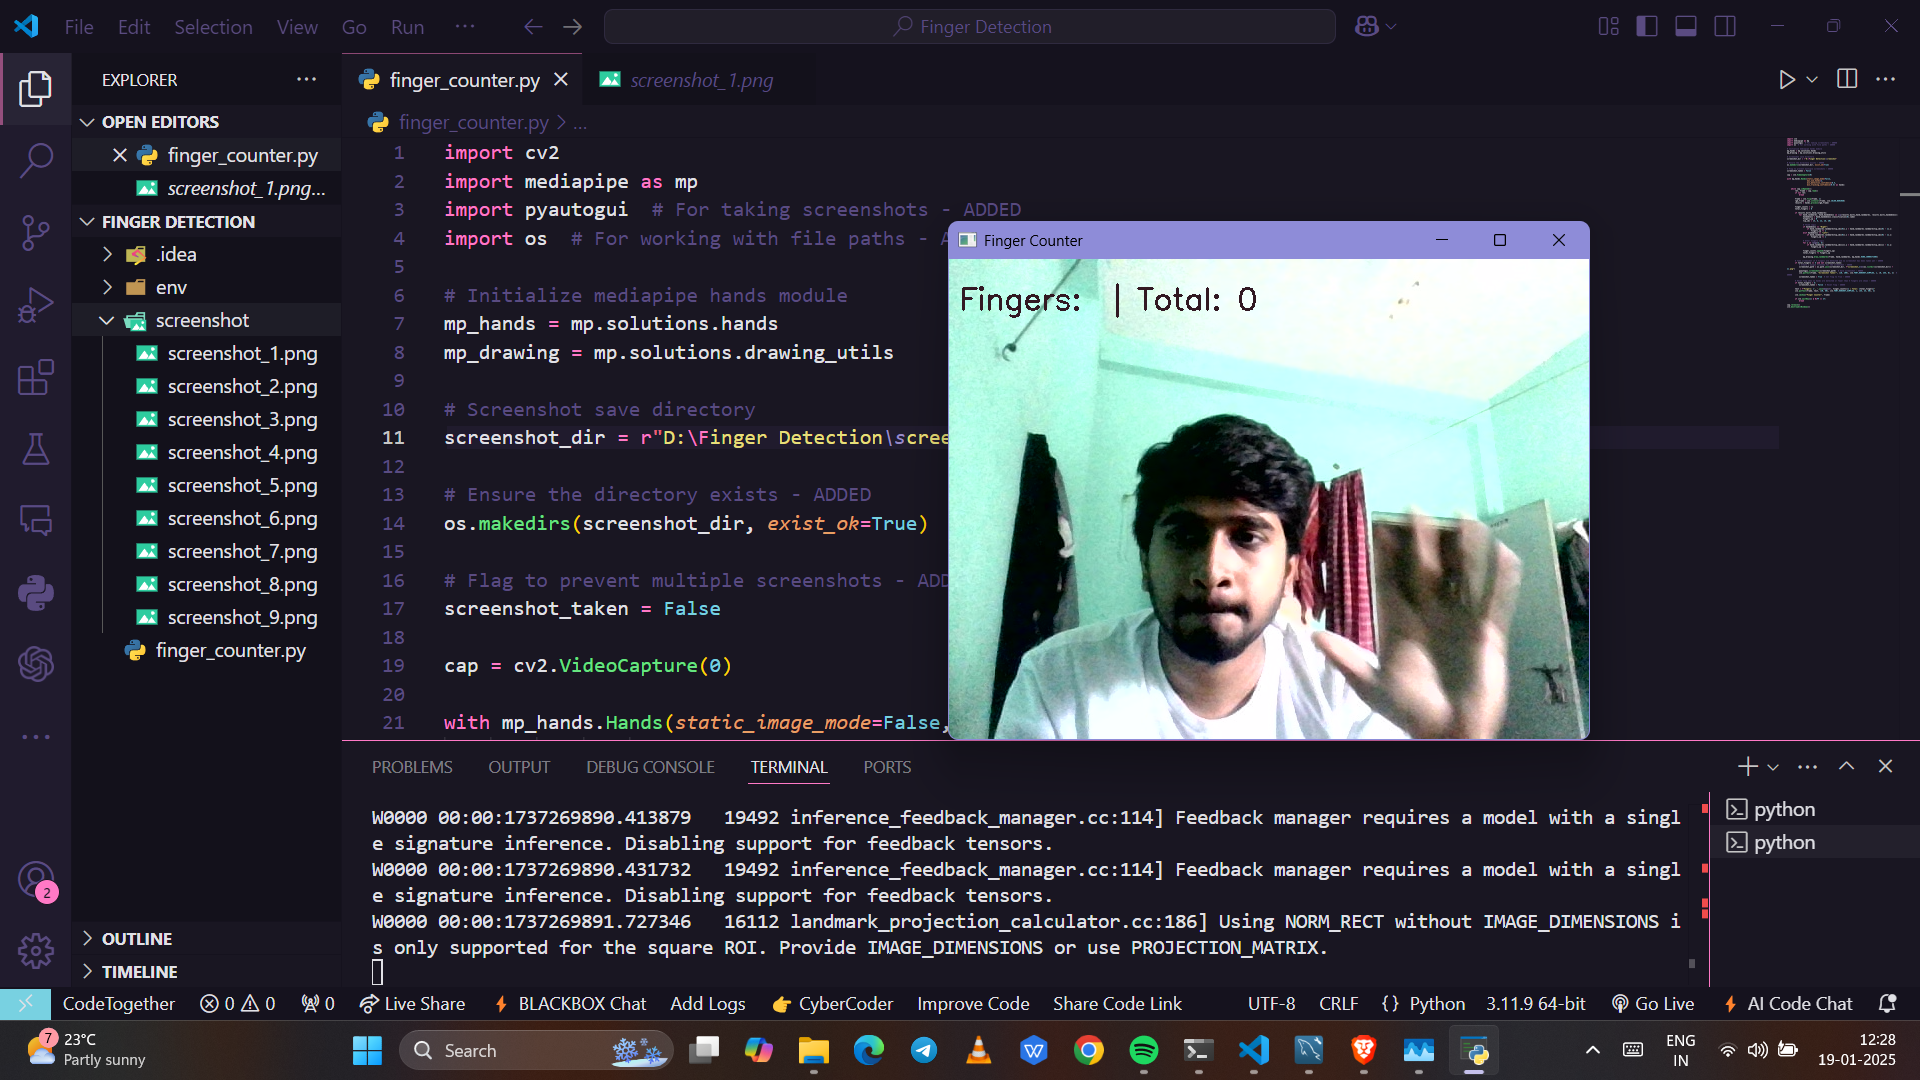 File Edit Selection View Go Run ... Finger Detection
EXPLORER ...
OPEN EDITORS
finger_counter.py
screenshot_1.png...
FINGER DETECTION
.idea
env
screenshot
screenshot_1.png
screenshot_2.png
screenshot_3.png
screenshot_4.png
screenshot_5.png
screenshot_6.png
screenshot_7.png
screenshot_8.png
screenshot_9.png
finger_counter.py
OUTLINE
TIMELINE
2
finger_counter.py screenshot_1.png
finger_counter.py > ...
1 import cv2
2 import mediapipe as mp
3 import pyautogui # For taking screenshots - ADDED
4 import os # For working with file paths - A
5
6 # Initialize mediapipe hands module
7 mp_hands = mp.solutions.hands
8 mp_drawing = mp.solutions.drawing_utils
9
10 # Screenshot save directory
11 screenshot_dir = r"D:\Finger Detection\scree
12
13 # Ensure the directory exists - ADDED
14 os.makedirs(screenshot_dir, exist_ok=True)
15
16 # Flag to prevent multiple screenshots - ADD
17 screenshot_taken = False
18
19 cap = cv2.VideoCapture(0)
20
21 with mp_hands.Hands(static_image_mode=False,
Finger Counter
Fingers: | Total: 0
PROBLEMS OUTPUT DEBUG CONSOLE TERMINAL PORTS
W0000 00:00:1737269890.413879 19492 inference_feedback_manager.cc:114] Feedback manager requires a model with a singl
e signature inference. Disabling support for feedback tensors.
W0000 00:00:1737269890.431732 19492 inference_feedback_manager.cc:114] Feedback manager requires a model with a singl
e signature inference. Disabling support for feedback tensors.
W0000 00:00:1737269891.727346 16112 landmark_projection_calculator.cc:186] Using NORM_RECT without IMAGE_DIMENSIONS i
s only supported for the square ROI. Provide IMAGE_DIMENSIONS or use PROJECTION_MATRIX.
python
python
CodeTogether 0 0 0 Live Share BLACKBOX Chat Add Logs CyberCoder Improve Code Share Code Link UTF-8 CRLF {} Python 3.11.9 64-bit Go Live AI Code Chat
7 23°C
Partly sunny
Search
ENG
IN
12:28
19-01-2025